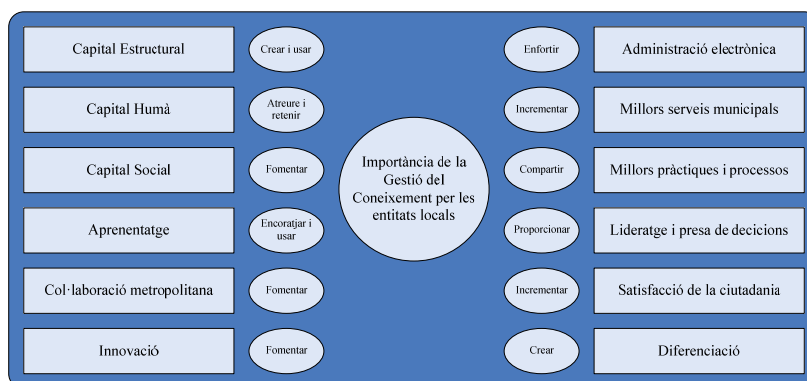 Capital Estructural
Crear i usar
Enfortir
Administració electrònica
Capital Humà
Atreure i
retenir
Incrementar
Millors serveis municipals
Capital Social
Fomentar
Importància de la
Gestió del
Coneixement per les
entitats locals
Compartir
Millors pràctiques i processos
Aprenentatge
Encoratjar i
usar
Proporcionar
Lideratge i presa de decicions
Col·laboració metropolitana
Fomentar
Incrementar
Satisfacció de la ciutadania
Innovació
Fomentar
Crear
Diferenciació